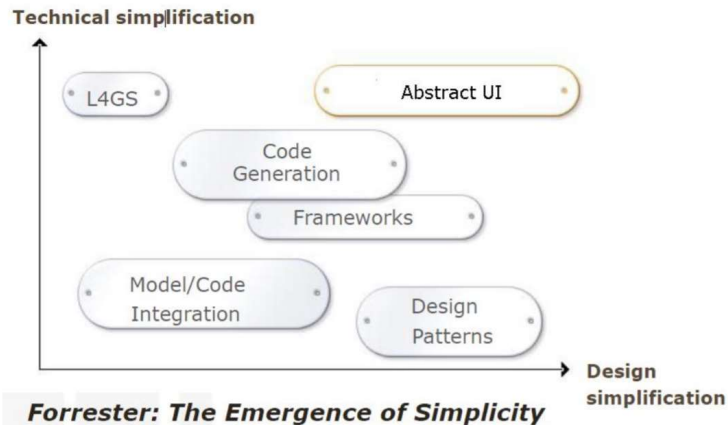 Technical simplification
L4GS
Abstract UI
Code
Generation
Frameworks
Model/Code
Integration
Design
Patterns
Design
simplification
Forrester: The Emergence of Simplicity